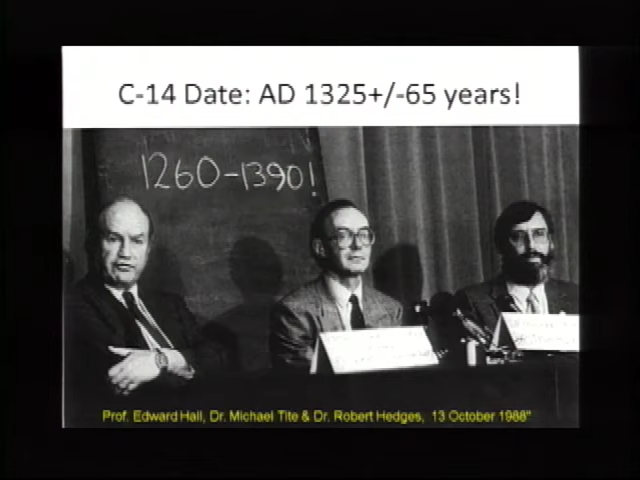 C-14 Date: AD 1325+/-65 years!
1260-1390!
Prof. Edward Hall, Dr. Michael Tite & Dr. Robert Hedges, 13 October 1988"